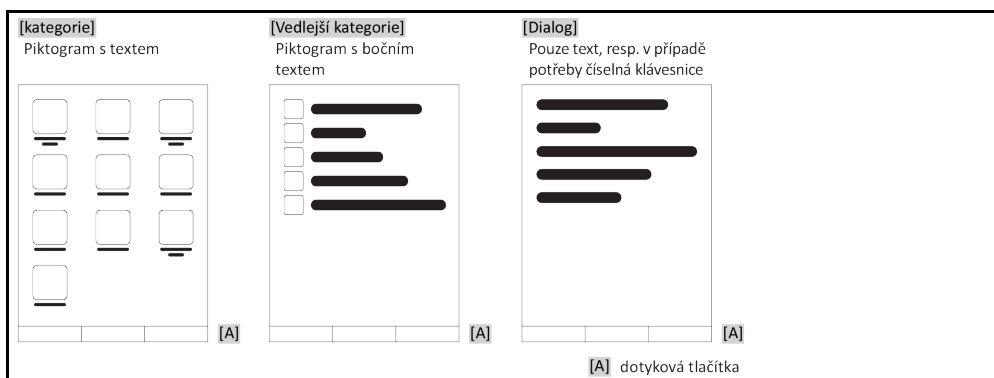 [kategorie]
Piktogram s textem
[Vedlejší kategorie]
Piktogram s bočním
textem
[Dialog]
Pouze text, resp. v případě
potřeby číselná klávesnice
[A]
[A]
[A]
[A] dotyková tlačítka